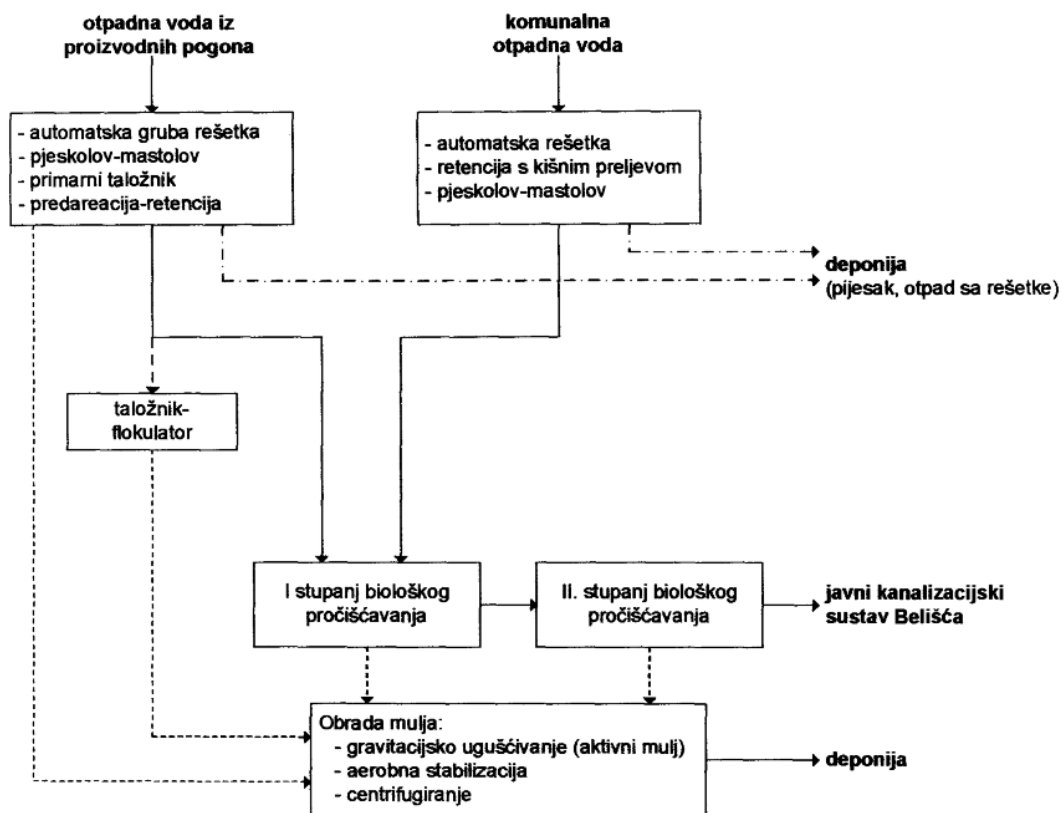 otpadna voda iz
proizvodnih pogona
komunalna
otpadna voda
- automatska gruba rešetka
- pjeskolov-mastolov
- primarni taložnik
- predareacija-retencija
- automatska rešetka
- retencija s kišnim preljevom
- pjeskolov-mastolov
deponija
(pijesak, otpad sa rešetke)
taložnik-
flokulator
I stupanj biološkog
pročišćavanja
II. stupanj biološkog
pročišćavanja
javni kanalizacijski
sustav Belišća
Obrada mulja:
- gravitacijsko ugušćivanje (aktivni mulj)
- aerobna stabilizacija
- centrifugiranje
deponija